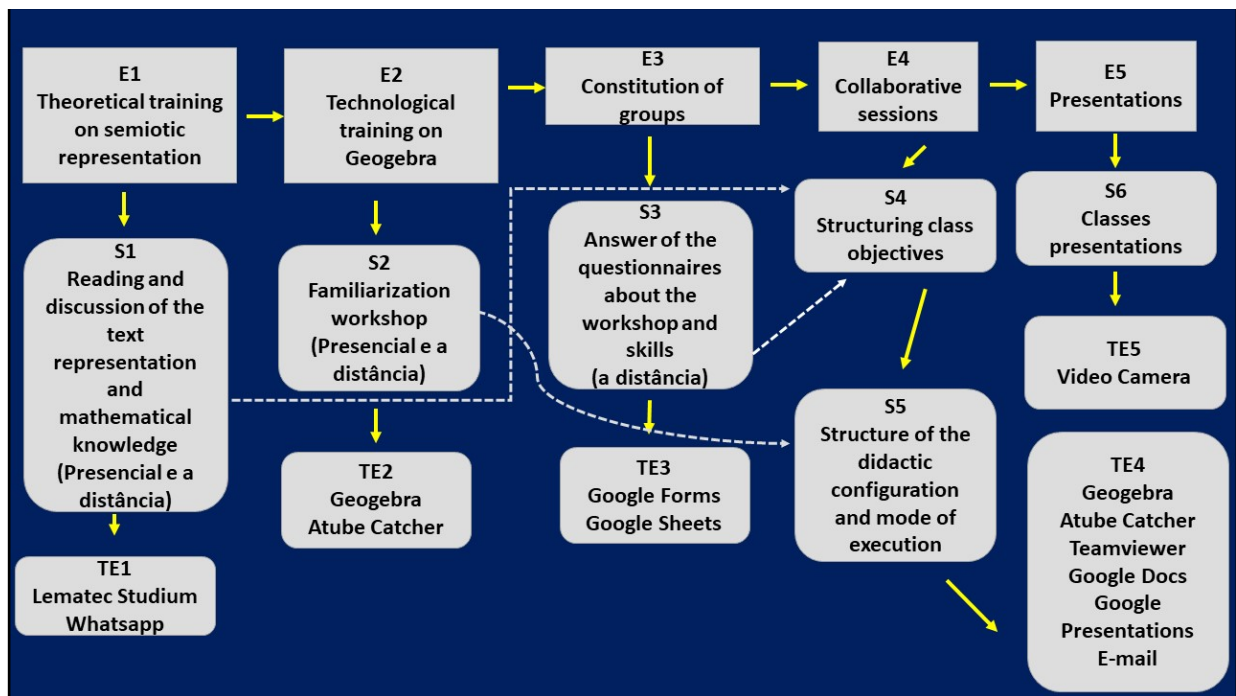 E1
Theoretical training
on semiotic
representation
E2
Technological
training on
Geogebra
E3
Constitution of
groups
E4
Collaborative
sessions
E5
Presentations
S1
Reading and
discussion of the
text
representation
and
mathematical
knowledge
(Presencial e a
distância)
S2
Familiarization
workshop
(Presencial e a
distância)
S3
Answer of the
questionnaires
about the
workshop and
skills
(a distância)
S4
Structuring class
objectives
S6
Classes
presentations
TE5
Video Camera
S5
Structure of the
didactic
configuration
and mode of
execution
TE1
Lematec Studium
Whatsapp
TE2
Geogebra
Atube Catcher
TE3
Google Forms
Google Sheets
TE4
Geogebra
Atube Catcher
Teamviewer
Google Docs
Google
Presentations
E-mail